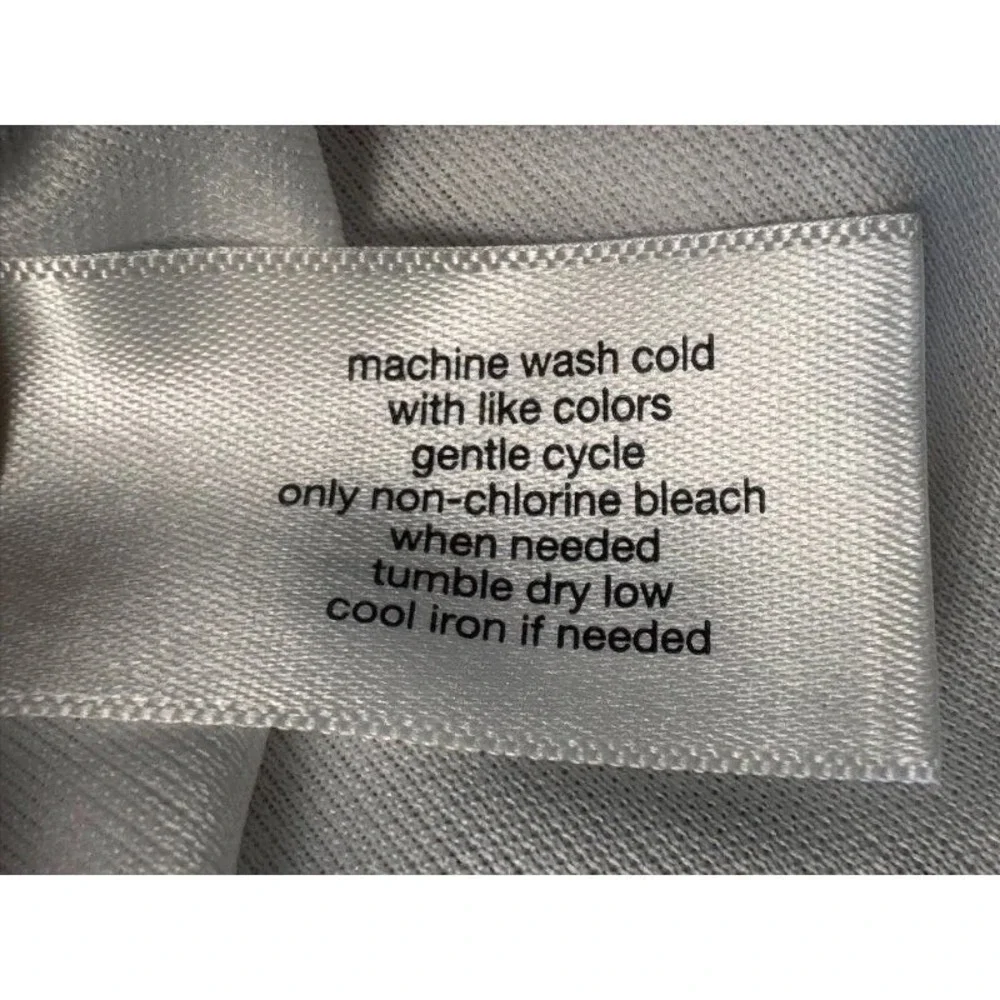 machine wash cold
with like colors
gentle cycle
only non-chlorine bleach
when needed
tumble dry low
cool iron if needed